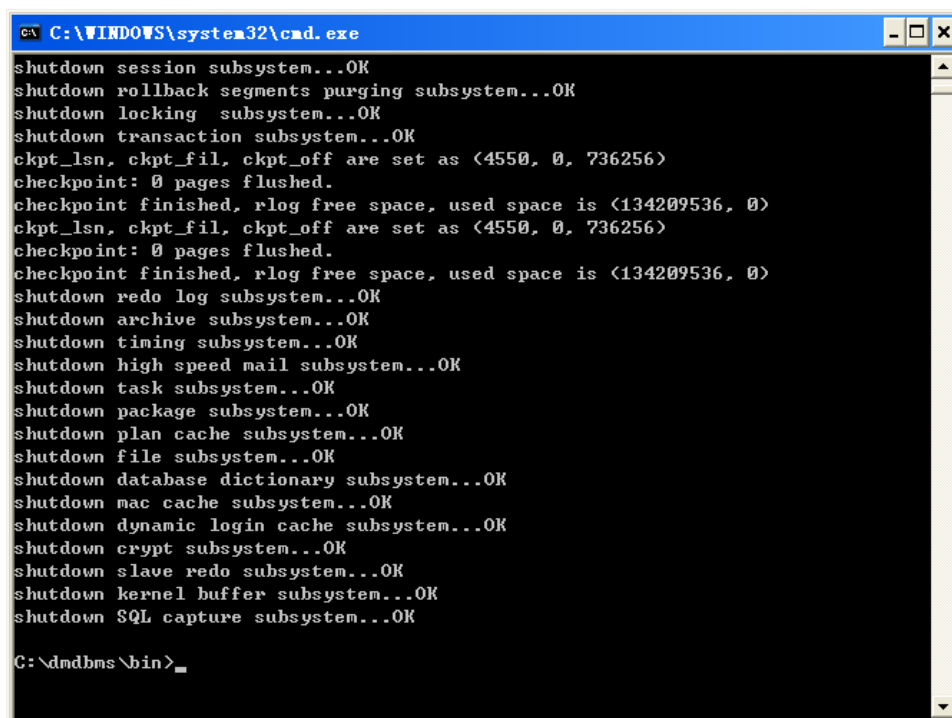 C:\WINDOWS\system32\cmd.exe
shutdown session subsystem...OK
shutdown rollback segments purging subsystem...OK
shutdown locking  subsystem...OK
shutdown transaction subsystem...OK
ckpt_lsn, ckpt_fil, ckpt_off are set as (4550, 0, 736256)
checkpoint: 0 pages flushed.
checkpoint finished, rlog free space, used space is (134209536, 0)
ckpt_lsn, ckpt_fil, ckpt_off are set as (4550, 0, 736256)
checkpoint: 0 pages flushed.
checkpoint finished, rlog free space, used space is (134209536, 0)
shutdown redo log subsystem...OK
shutdown archive subsystem...OK
shutdown timing subsystem...OK
shutdown high speed mail subsystem...OK
shutdown task subsystem...OK
shutdown package subsystem...OK
shutdown plan cache subsystem...OK
shutdown file subsystem...OK
shutdown database dictionary subsystem...OK
shutdown mac cache subsystem...OK
shutdown dynamic login cache subsystem...OK
shutdown crypt subsystem...OK
shutdown slave redo subsystem...OK
shutdown kernel buffer subsystem...OK
shutdown SQL capture subsystem...OK
C:\dmdbms\bin>_